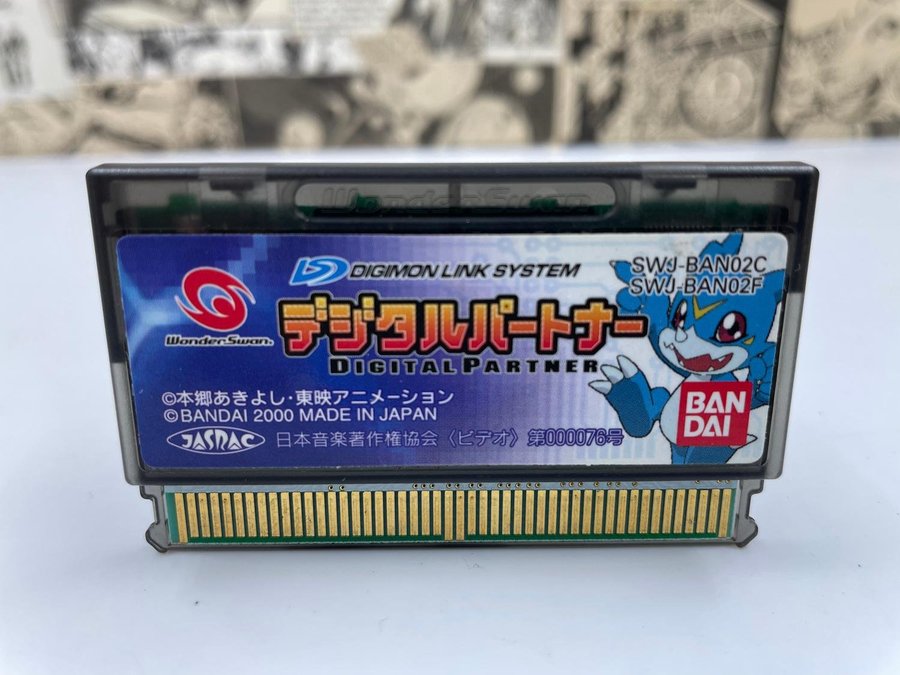 WonderSwan
DIGIMON LINK SYSTEM
SWJ-BAN02C
SWJ-BAN02F
WonderSwan.
デジタルパートナー
DIGITAL PARTNER
©本郷あきよし・東映アニメーション
©BANDAI 2000 MADE IN JAPAN
BAN
DAI
JASRAC
日本音楽著作権協会〈ビデオ〉第000076号